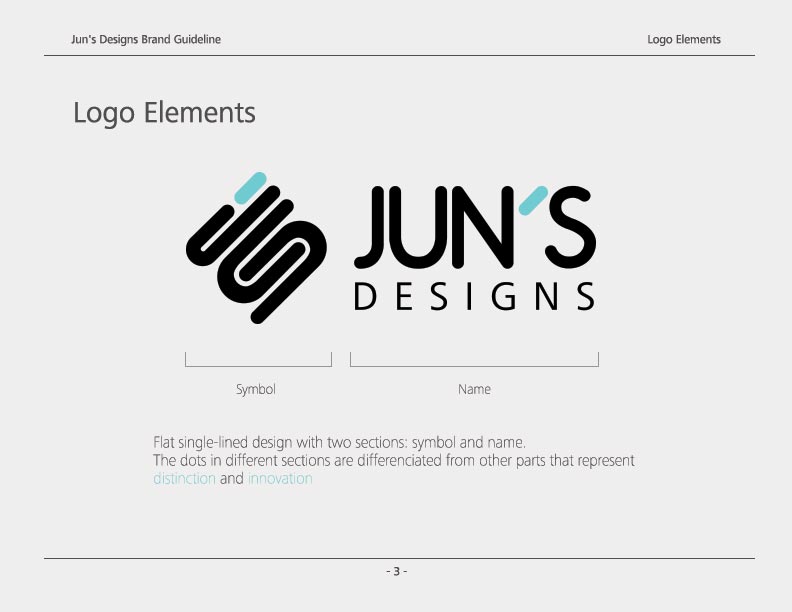 Jun's Designs Brand Guideline
Logo Elements
Logo Elements
JUN'S
DESIGNS
Symbol
Name
Flat single-lined design with two sections: symbol and name.
The dots in different sections are differenciated from other parts that represent
distinction and innovation
- 3 -